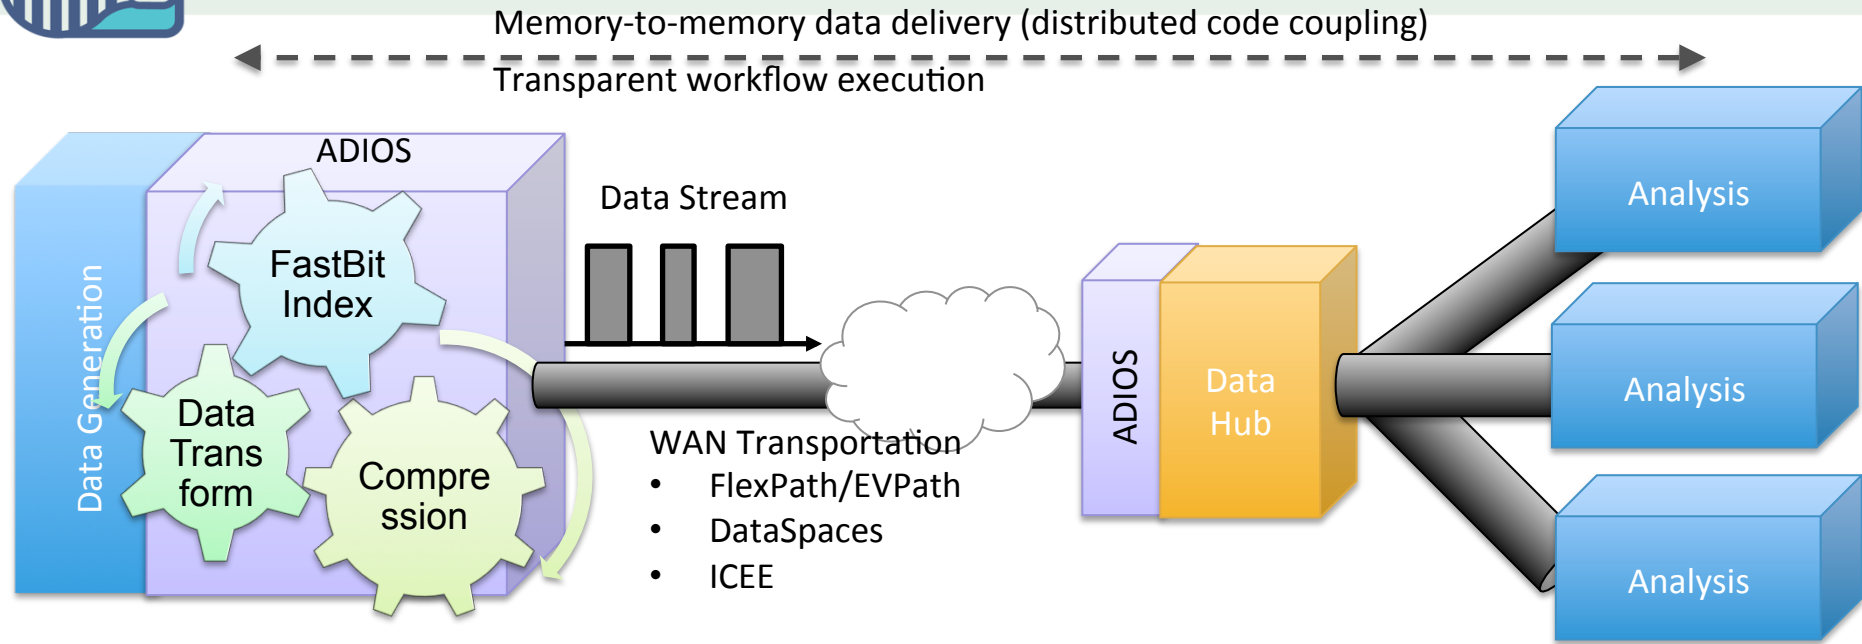 Memory-to-memory data delivery (distributed code coupling)
Transparent workflow execution
ADIOS
Data Generation
FastBit
Index
Data
Trans
form
Compre
ssion
Data Stream
WAN Transportation
• FlexPath/EVPath
• DataSpaces
• ICEE
ADIOS
Data
Hub
Analysis
Analysis
Analysis